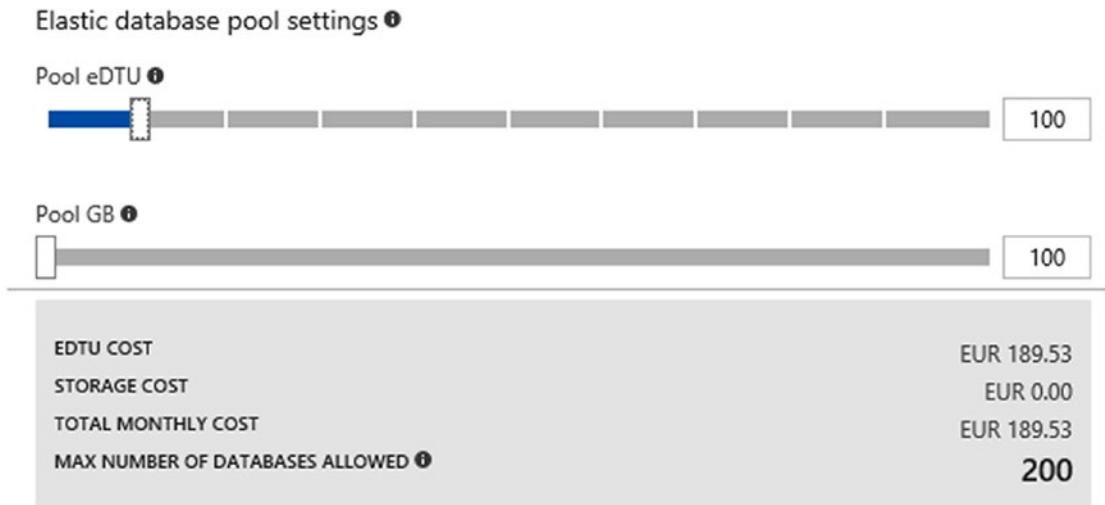 Elastic database pool settings
Pool eDTU
100
Pool GB
100
EDTU COST EUR 189.53
STORAGE COST EUR 0.00
TOTAL MONTHLY COST EUR 189.53
MAX NUMBER OF DATABASES ALLOWED 200